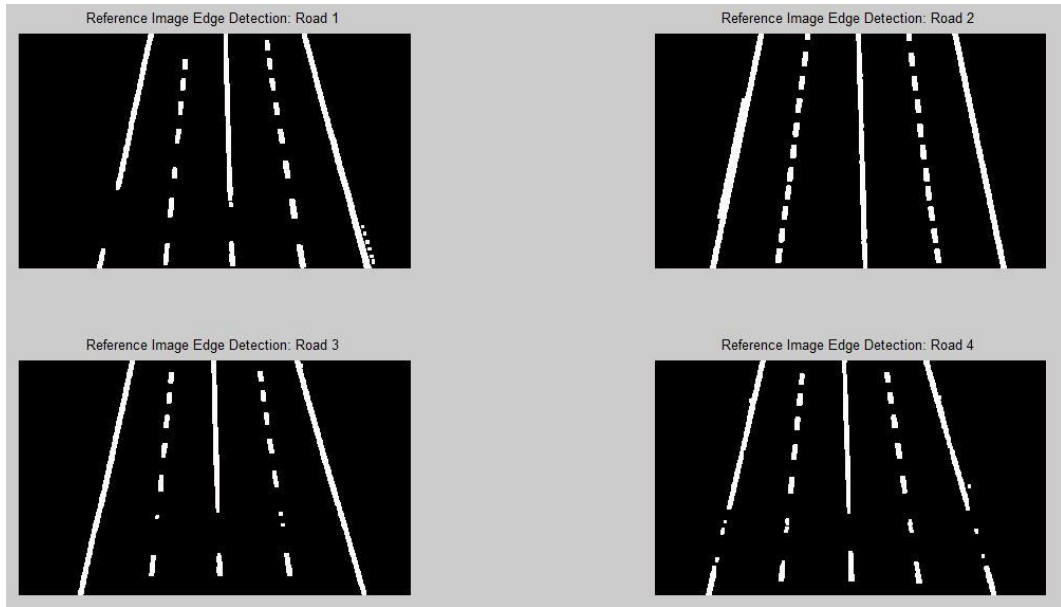 Reference Image Edge Detection: Road 1
Reference Image Edge Detection: Road 2
Reference Image Edge Detection: Road 3
Reference Image Edge Detection: Road 4